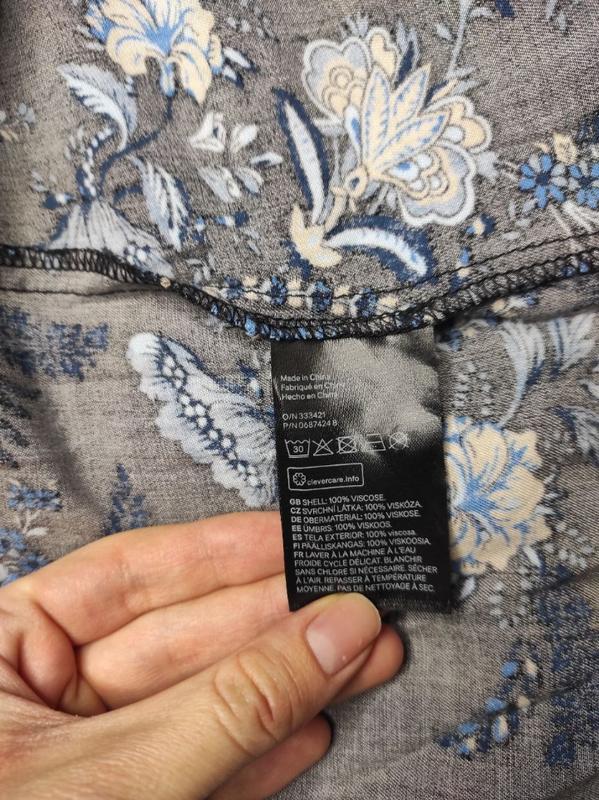 Made in China
Fabriqué en Chine
Hecho en China
O/N 333421
P/N 0687424 B
30
clevercare.info
GB SHELL: 100% VISCOSE.
CZ SVRCHNÍ LÁTKA: 100% VISKÓZA.
DE OBERMATERIAL: 100% VISKOSE.
EE ÜMBRIS: 100% VISKOOS.
ES TELA EXTERIOR: 100% viscosa.
FI PÄÄLLISKANGAS: 100% VISKOOSIA.
FR LAVER À LA MACHINE À L'EAU
FROIDE CYCLE DÉLICAT. BLANCHIR
SANS CHLORE SI NÉCESSAIRE. SÉCHER
À L'AIR. REPASSER À TEMPÉRATURE
MOYENNE. PAS DE NETTOYAGE À SEC.